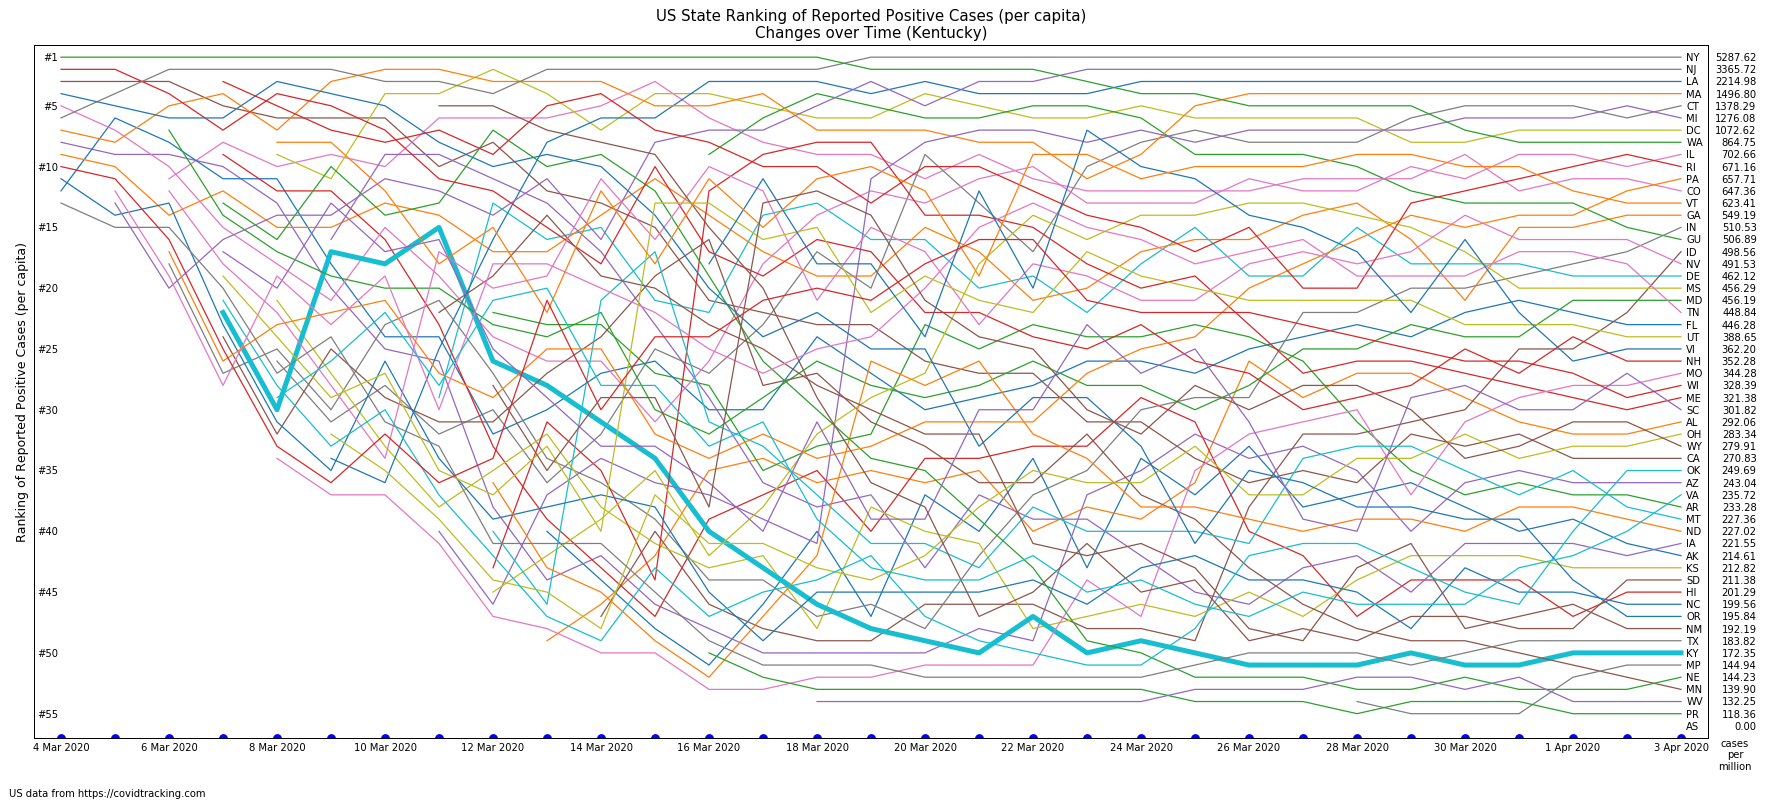 US State Ranking of Reported Positive Cases (per capita)
Changes over Time (Kentucky)
Ranking of Reported Positive Cases (per capita)
#1
#5
#10
#15
#20
#25
#30
#35
#40
#45
#50
#55
NY 5287.62
NJ 3365.72
LA 2214.98
MA 1496.80
CT 1378.29
MI 1276.08
DC 1072.62
WA 864.75
IL 702.66
RI 671.16
PA 657.71
CO 647.36
VT 623.41
GA 549.19
IN 510.53
GU 506.89
ID 498.56
NV 491.53
DE 462.12
MS 456.29
MD 456.19
TN 448.84
FL 446.28
UT 388.65
VI 362.20
NH 352.28
MO 344.28
WI 328.39
ME 321.38
SC 301.82
AL 292.06
OH 283.34
WY 279.91
CA 270.83
OK 249.69
AZ 243.04
VA 235.72
AR 233.28
MT 227.36
ND 227.02
IA 221.55
AK 214.61
KS 212.82
SD 211.38
HI 201.29
NC 199.56
OR 195.84
NM 192.19
TX 183.82
KY 172.35
MP 144.94
NE 144.23
MN 139.90
WV 132.25
PR 118.36
AS 0.00
4 Mar 2020 6 Mar 2020 8 Mar 2020 10 Mar 2020 12 Mar 2020 14 Mar 2020 16 Mar 2020 18 Mar 2020 20 Mar 2020 22 Mar 2020 24 Mar 2020 26 Mar 2020 28 Mar 2020 30 Mar 2020 1 Apr 2020 3 Apr 2020
cases
per
million
US data from https://covidtracking.com